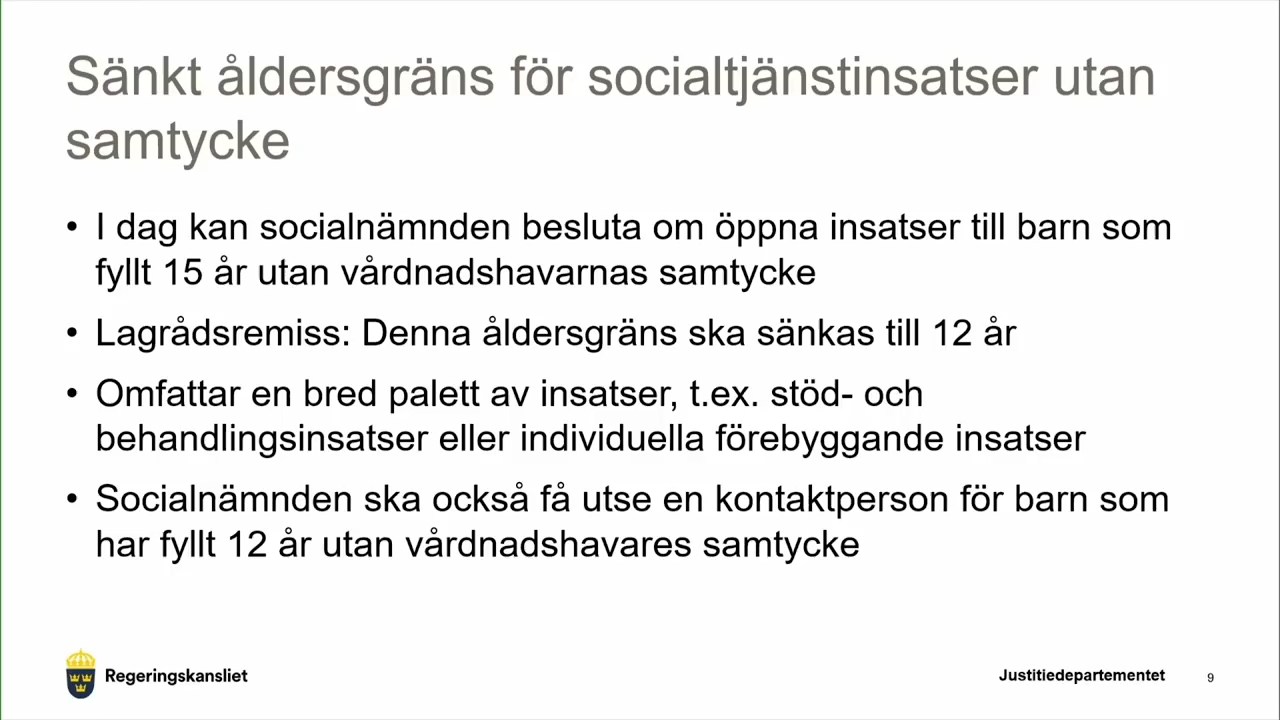 Sänkt åldersgräns för socialtjänstinsatser utan
samtycke
• I dag kan socialnämnden besluta om öppna insatser till barn som
fyllt 15 år utan vårdnadshavarnas samtycke
• Lagrådsremiss: Denna åldersgräns ska sänkas till 12 år
• Omfattar en bred palett av insatser, t.ex. stöd- och
behandlingsinsatser eller individuella förebyggande insatser
• Socialnämnden ska också få utse en kontaktperson för barn som
har fyllt 12 år utan vårdnadshavares samtycke
Regeringskansliet
Justitiedepartementet
9